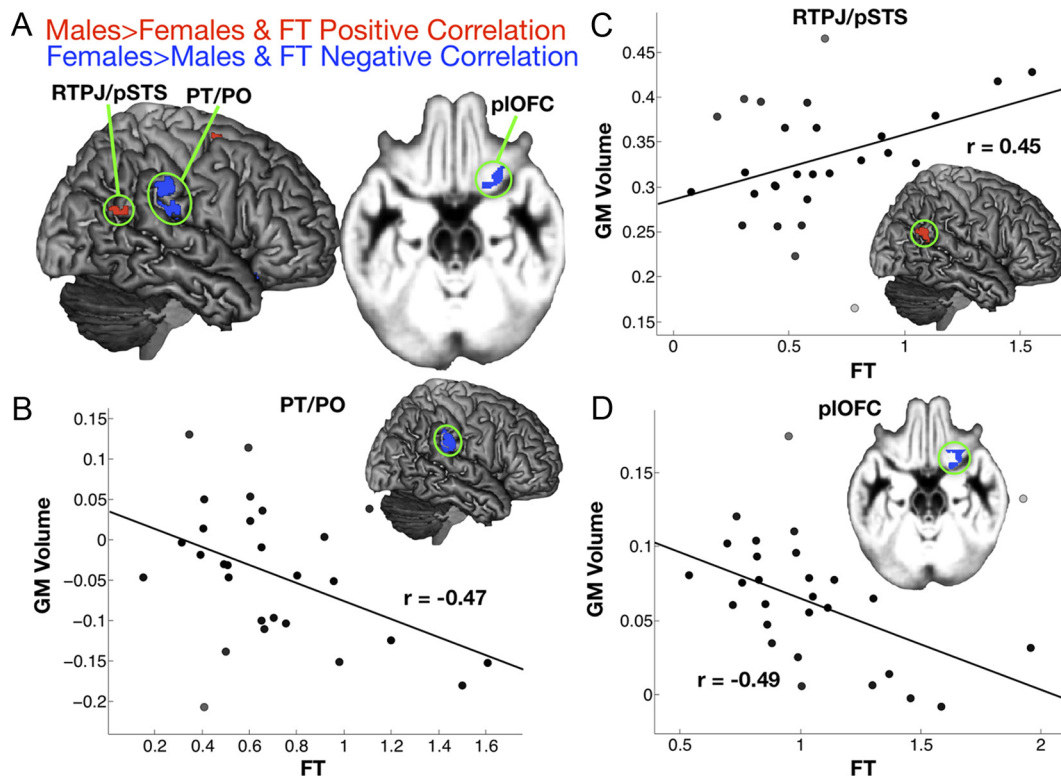 A
Males>Females & FT Positive Correlation
Females>Males & FT Negative Correlation
RTPJ/pSTS
PT/PO
plOFC
C
RTPJ/pSTS
0.45
0.4
0.35
0.3
0.25
0.2
0.15
GM Volume
r = 0.45
0
0.5
1
1.5
FT
B
PT/PO
0.15
0.1
0.05
0
−0.05
−0.1
−0.15
−0.2
GM Volume
r = -0.47
0.2
0.4
0.6
0.8
1
1.2
1.4
1.6
FT
D
plOFC
0.15
0.1
0.05
0
GM Volume
r = -0.49
0.5
1
1.5
2
FT